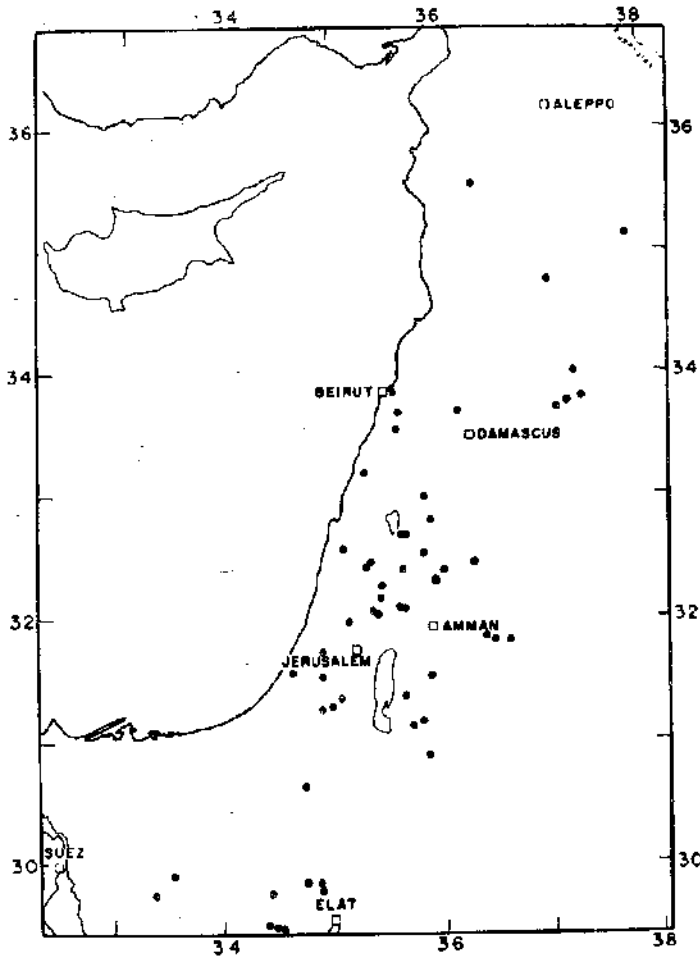 34
36
38
ALEPPO
36
36
34
BEIRUT
34
DAMASCUS
32
AMMAN
32
JERUSALEM
SUEZ
30
30
ELAT
34
36
38